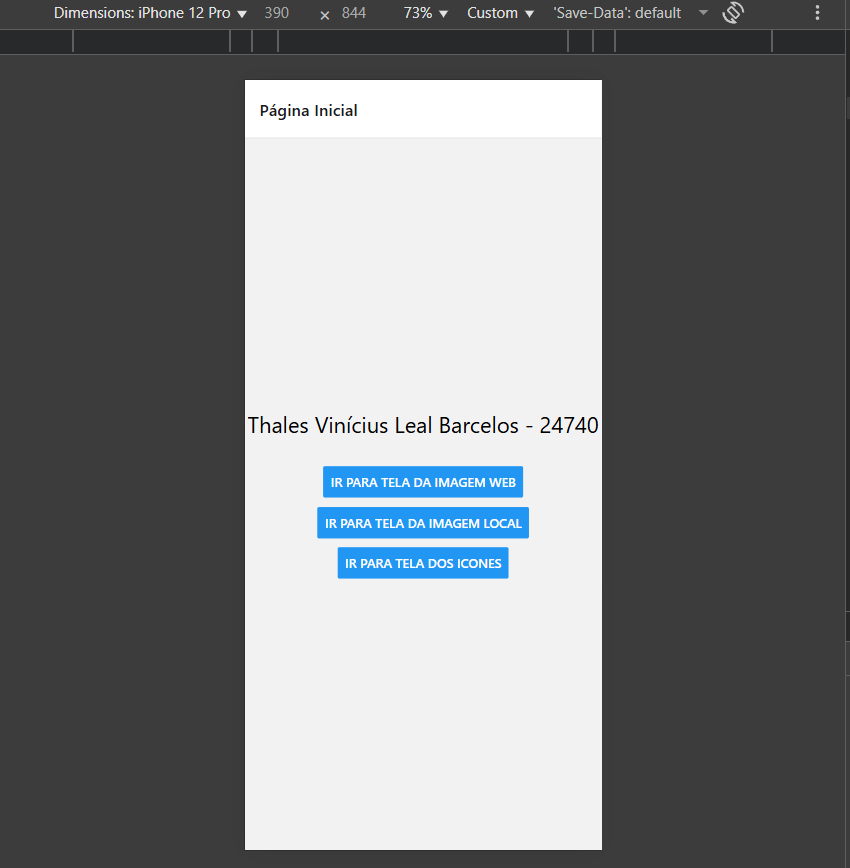 Dimensions: iPhone 12 Pro 390 × 844 73% Custom 'Save-Data': default
Página Inicial
Thales Vinícius Leal Barcelos - 24740
IR PARA TELA DA IMAGEM WEB
IR PARA TELA DA IMAGEM LOCAL
IR PARA TELA DOS ICONES